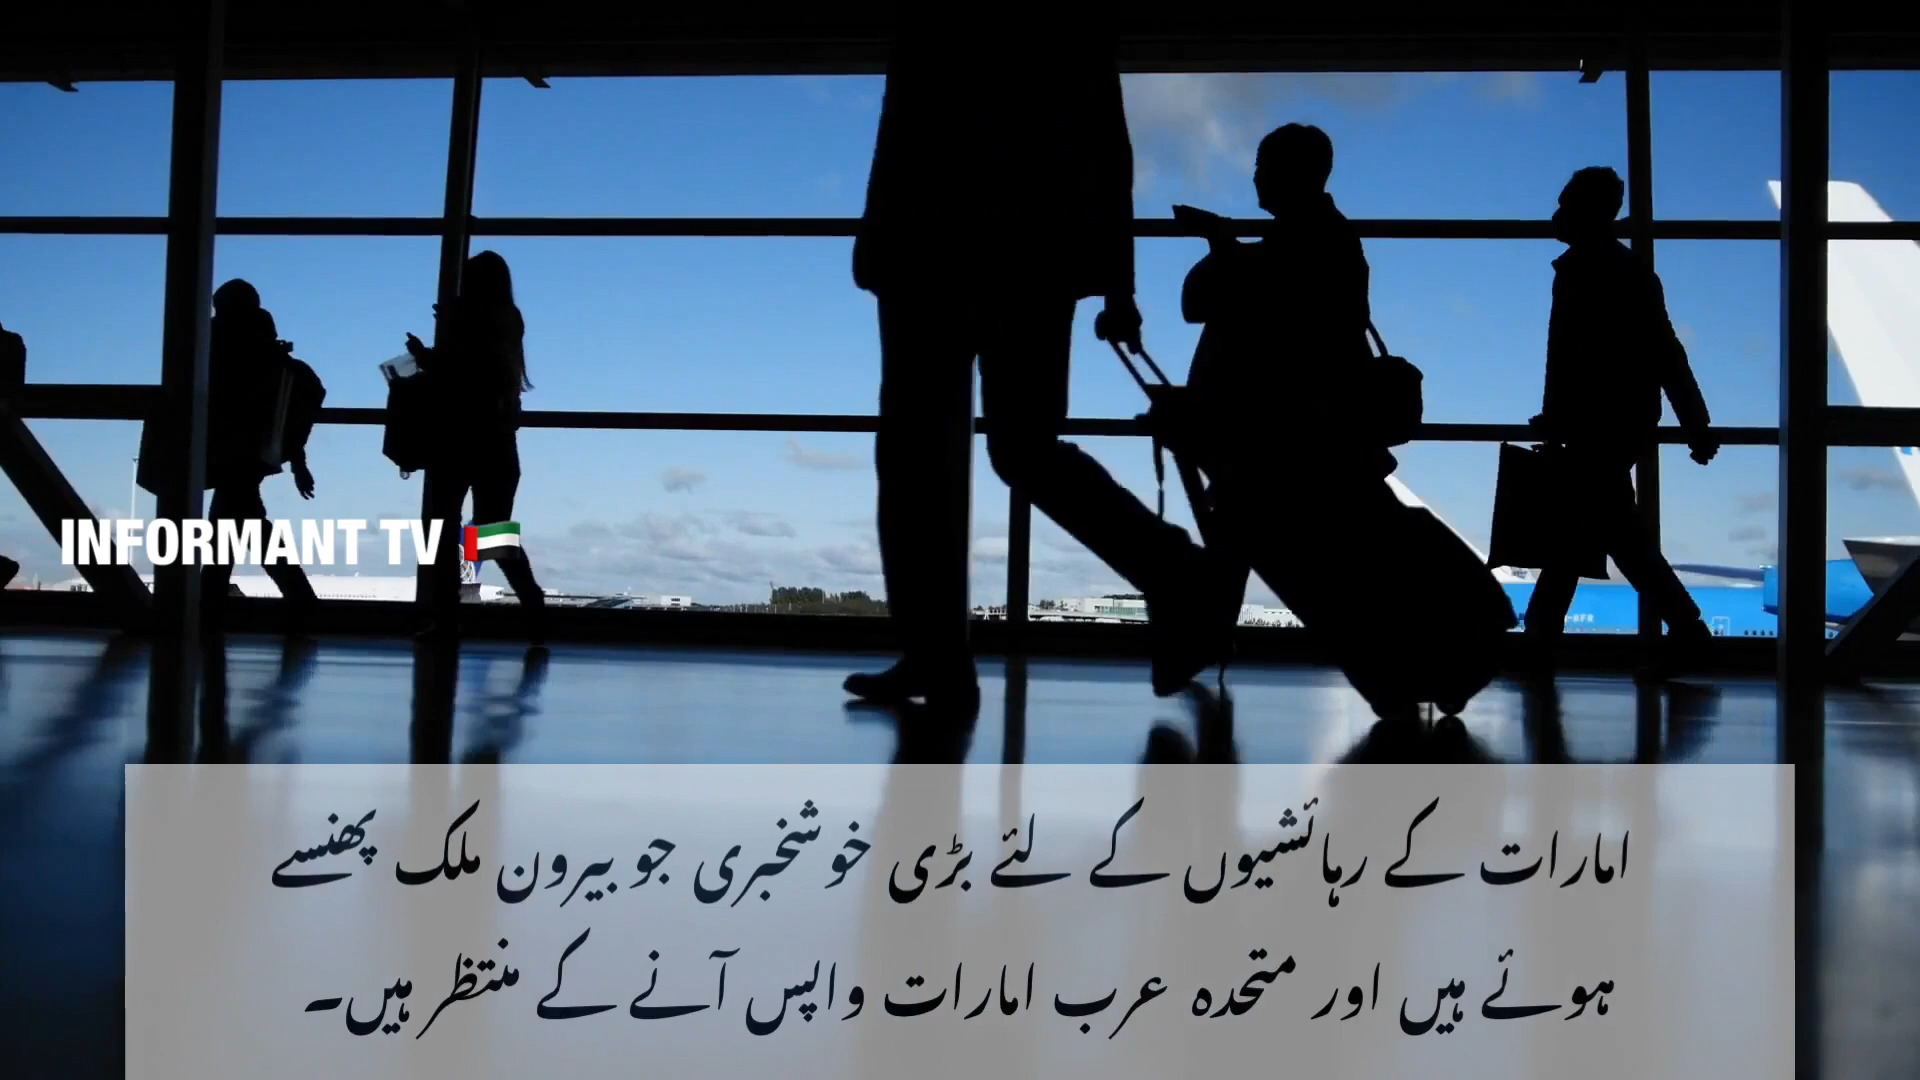 INFORMANT TV 🇦🇪
امارات کے رہائشیوں کے لئے بڑی خوشخبری جو بیرون ملک پھنسے
ہوئے ہیں اور متحدہ عرب امارات واپس آنے کے منتظر ہیں۔